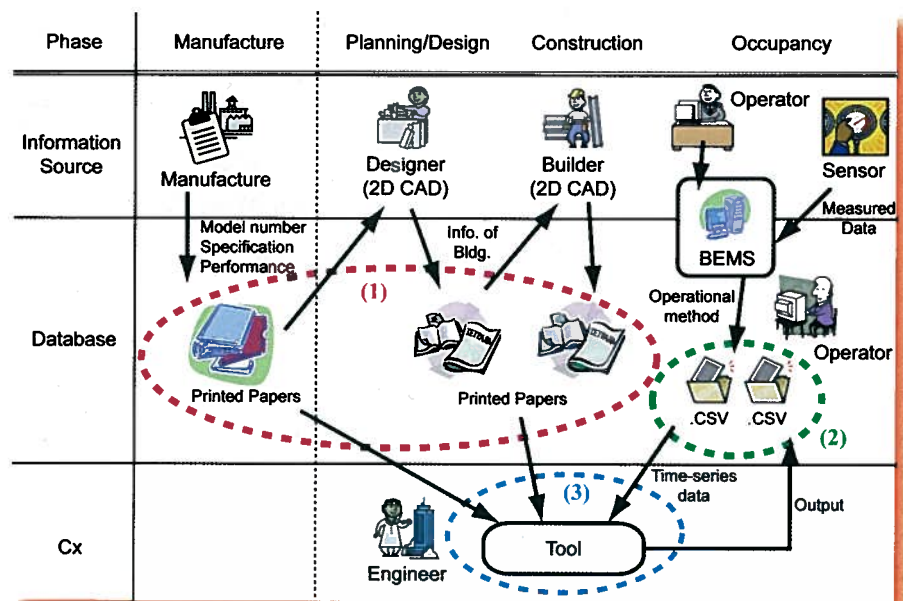 Phase
Manufacture
Planning/Design
Construction
Occupancy
Information
Source
Manufacture
Designer
(2D CAD)
Builder
(2D CAD)
Operator
Sensor
BEMS
Measured
Data
Model number
Specification
Performance
Info. of
Bldg.
Operational
method
Operator
Database
(1)
Printed Papers
Printed Papers
.CSV
.CSV
(2)
Time-series
data
Output
Cx
(3)
Engineer
Tool